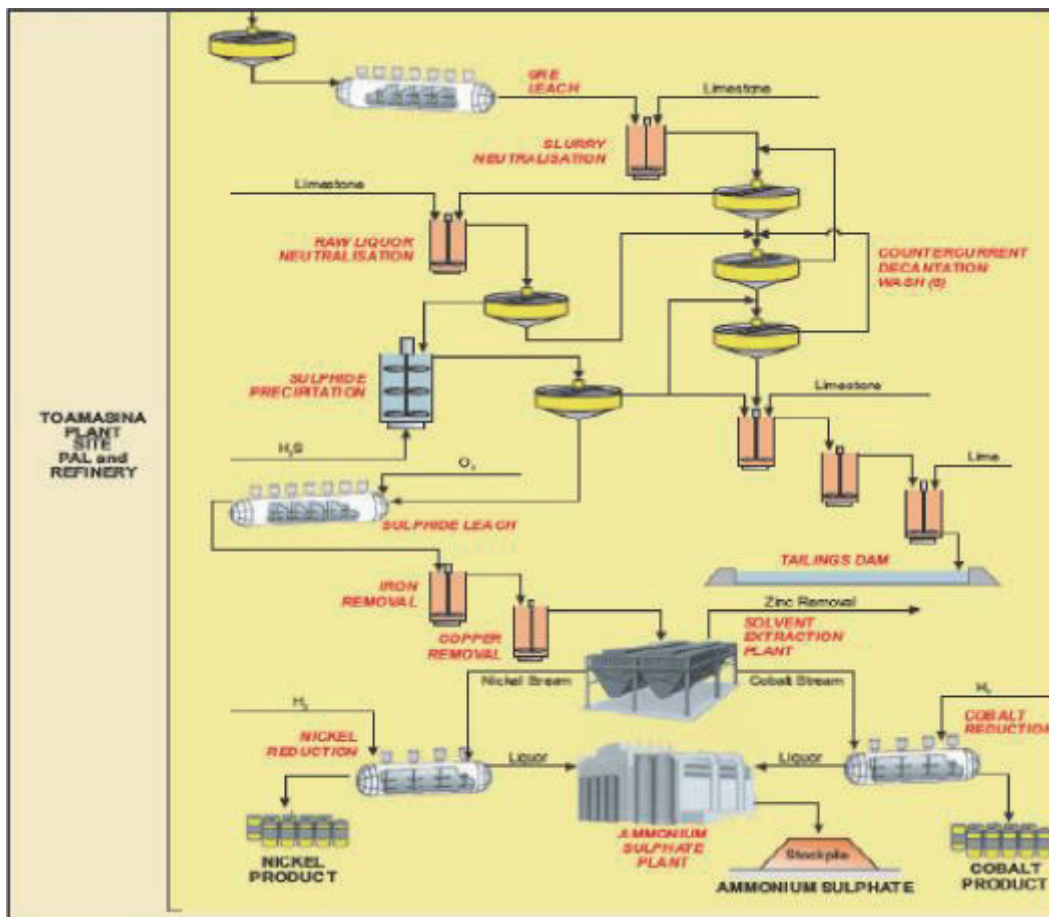 ORE
LEACH
Limestone
SLURRY
NEUTRALISATION
Limestone
RAW LIQUOR
NEUTRALISATION
COUNTERCURRENT
DECANTATION
WASH (6)
SULPHIDE
PRECIPITATION
Limestone
TOAMASINA
PLANT
SITE
PAL and
REFINERY
H₂S
O₂
Lime
SULPHIDE LEACH
TAILINGS DAM
IRON
REMOVAL
Zinc Removal
SOLVENT
EXTRACTION
PLANT
COPPER
REMOVAL
Nickel Stream
Cobalt Stream
H₂
H₂
NICKEL
REDUCTION
COBALT
REDUCTION
Liquor
Liquor
AMMONIUM
SULPHATE
PLANT
Stockpile
NICKEL
PRODUCT
AMMONIUM SULPHATE
COBALT
PRODUCT